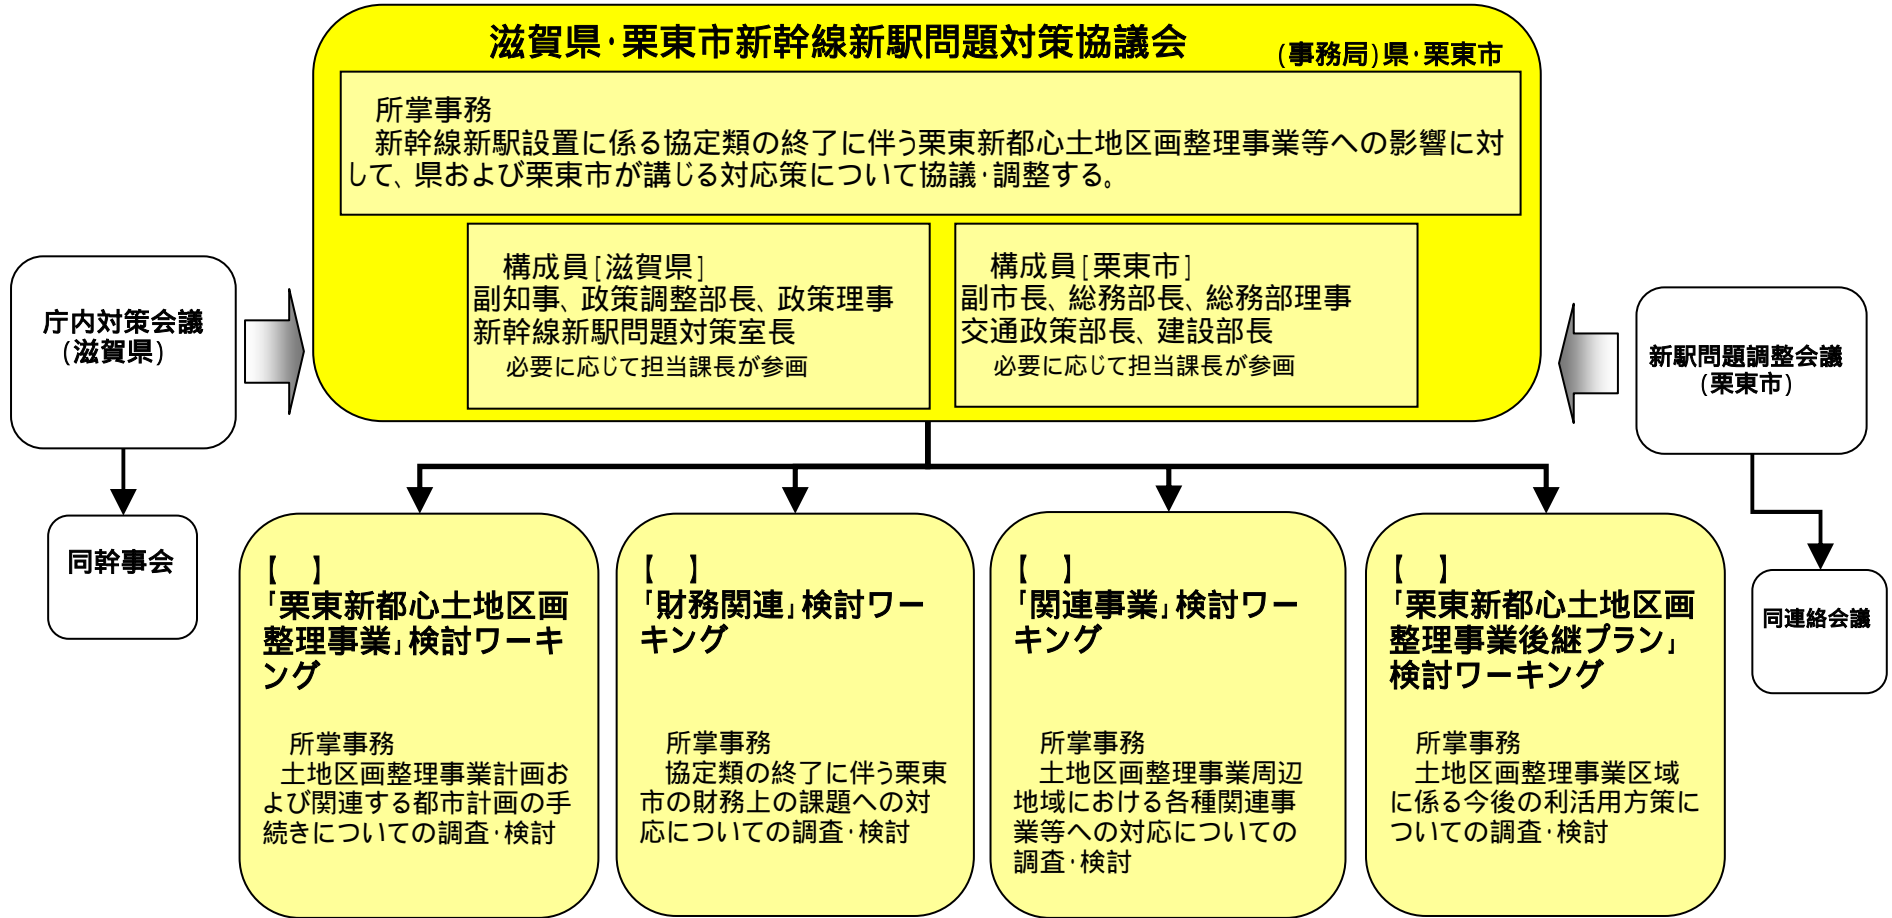 滋賀県・栗東市新幹線新駅問題対策協議会
(事務局)県・栗東市
所掌事務
新幹線新駅設置に係る協定類の終了に伴う栗東新都心土地区画整理事業等への影響に対
して、県および栗東市が講じる対応策について協議・調整する。
構成員[滋賀県]
副知事、政策調整部長、政策理事
新幹線新駅問題対策室長
必要に応じて担当課長が参画
構成員[栗東市]
副市長、総務部長、総務部理事
交通政策部長、建設部長
必要に応じて担当課長が参画
庁内対策会議
(滋賀県)
同幹事会
新駅問題調整会議
(栗東市)
同連絡会議
【　】
「栗東新都心土地区画
整理事業」検討ワーキ
ング
所掌事務
土地区画整理事業計画お
よび関連する都市計画の手
続きについての調査・検討
【　】
「財務関連」検討ワー
キング
所掌事務
協定類の終了に伴う栗東
市の財務上の課題への対
応についての調査・検討
【　】
「関連事業」検討ワー
キング
所掌事務
土地区画整理事業周辺
地域における各種関連事
業等への対応についての
調査・検討
【　】
「栗東新都心土地区画
整理事業後継プラン」
検討ワーキング
所掌事務
土地区画整理事業区域
に係る今後の利活用方策に
ついての調査・検討